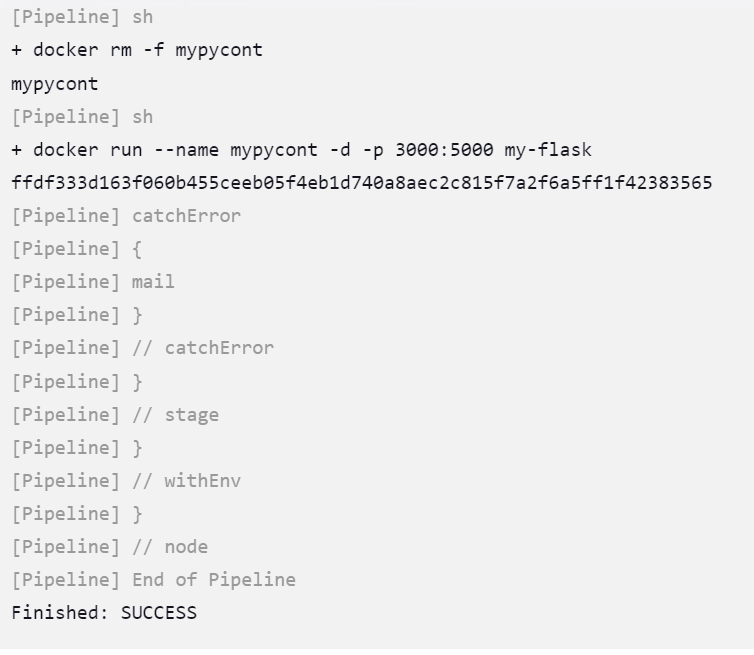 [Pipeline] sh
+ docker rm -f mypycont
mypycont
[Pipeline] sh
+ docker run --name mypycont -d -p 3000:5000 my-flask
ffdf333d163f060b455ceeb05f4eb1d740a8aec2c815f7a2f6a5ff1f42383565
[Pipeline] catchError
[Pipeline] {
[Pipeline] mail
[Pipeline] }
[Pipeline] // catchError
[Pipeline] }
[Pipeline] // stage
[Pipeline] }
[Pipeline] // withEnv
[Pipeline] }
[Pipeline] // node
[Pipeline] End of Pipeline
Finished: SUCCESS